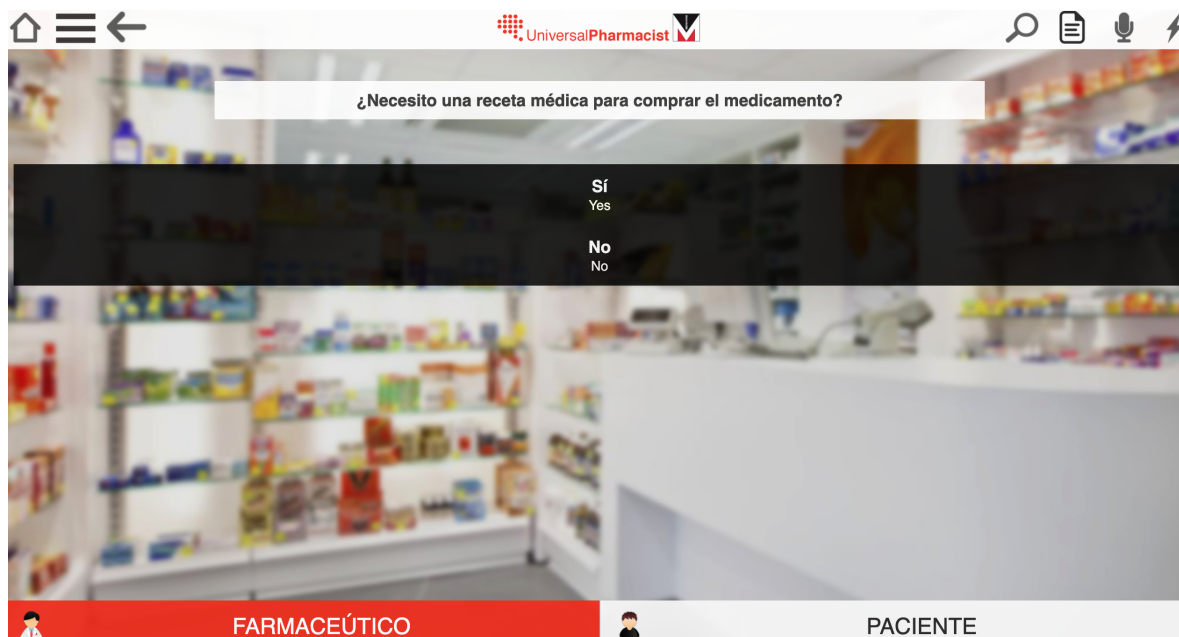 UniversalPharmacist
¿Necesito una receta médica para comprar el medicamento?
Sí
Yes
No
No
FARMACEÚTICO
PACIENTE